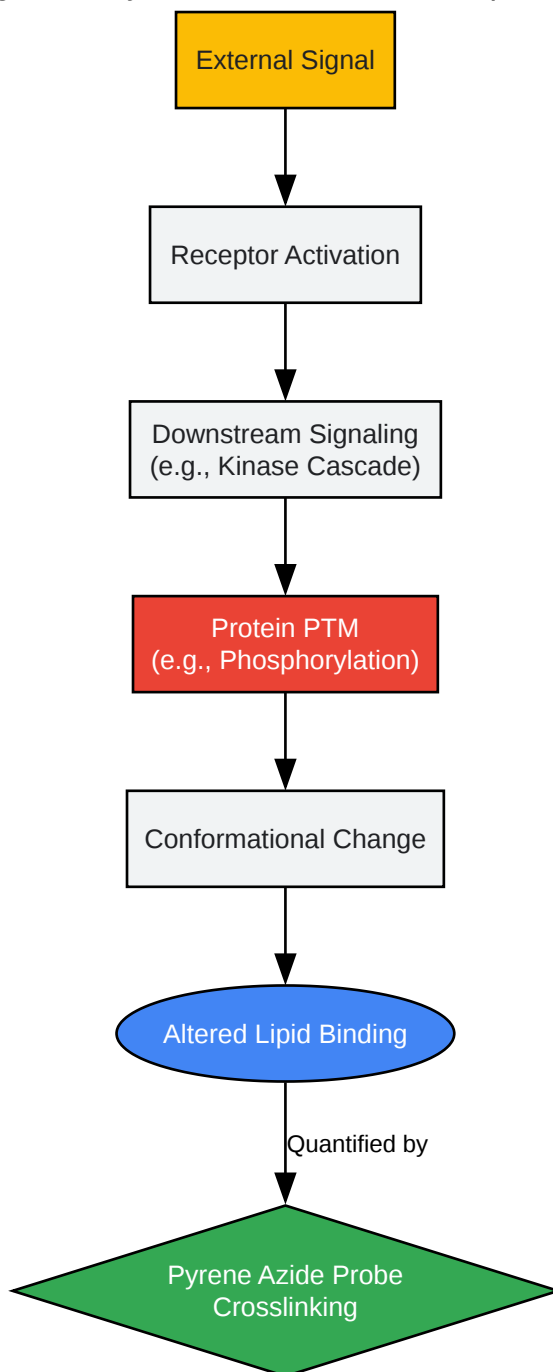 External Signal
Receptor Activation
Downstream Signaling
(e.g., Kinase Cascade)
Protein PTM
(e.g., Phosphorylation)
Conformational Change
Altered Lipid Binding
Quantified by
Pyrene Azide Probe
Crosslinking